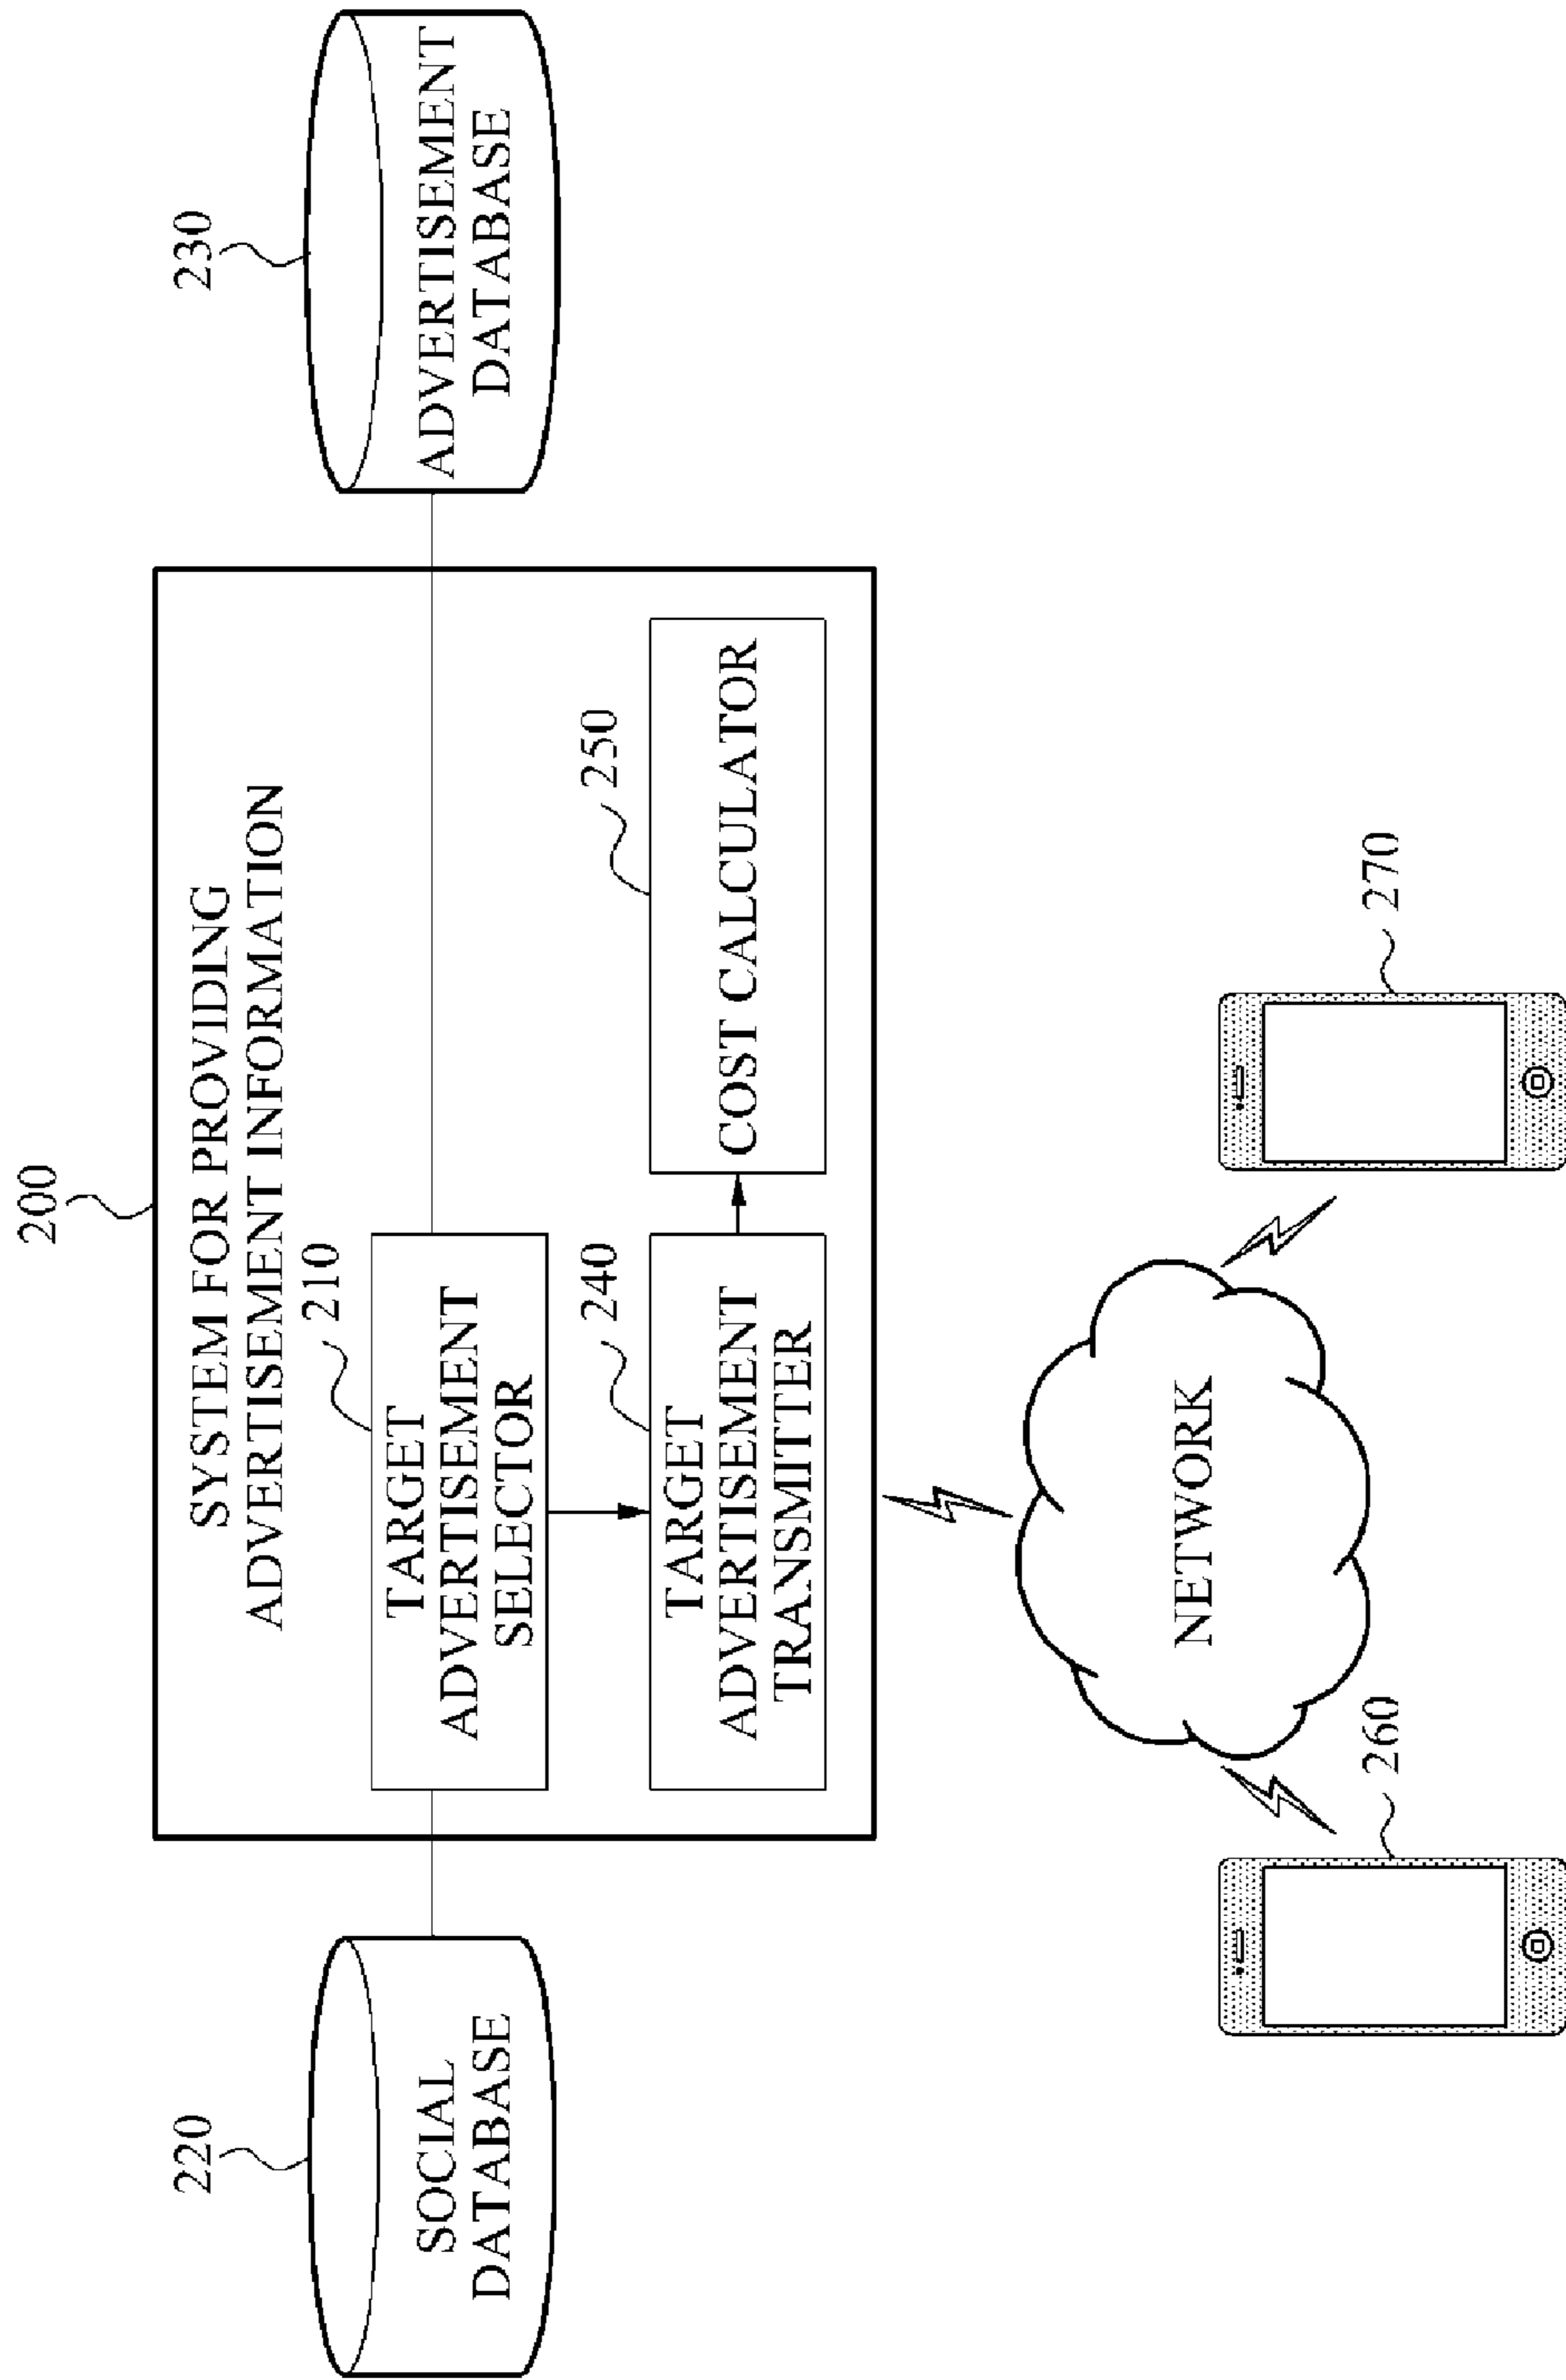 200
SYSTEM FOR PROVIDING
ADVERTISEMENT INFORMATION
220
SOCIAL
DATABASE
210
TARGET
ADVERTISEMENT
SELECTOR
230
ADVERTISEMENT
DATABASE
240
TARGET
ADVERTISEMENT
TRANSMITTER
250
COST CALCULATOR
NETWORK
260
270